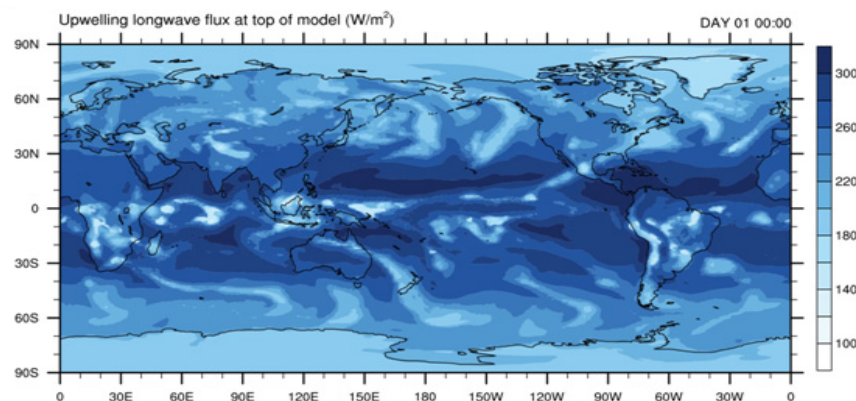 Upwelling longwave flux at top of model (W/m²) DAY 01 00:00
90N
60N
30N
0
30S
60S
90S
0 30E 60E 90E 120E 150E 180 150W 120W 90W 60W 30W 0
300
260
220
180
140
100